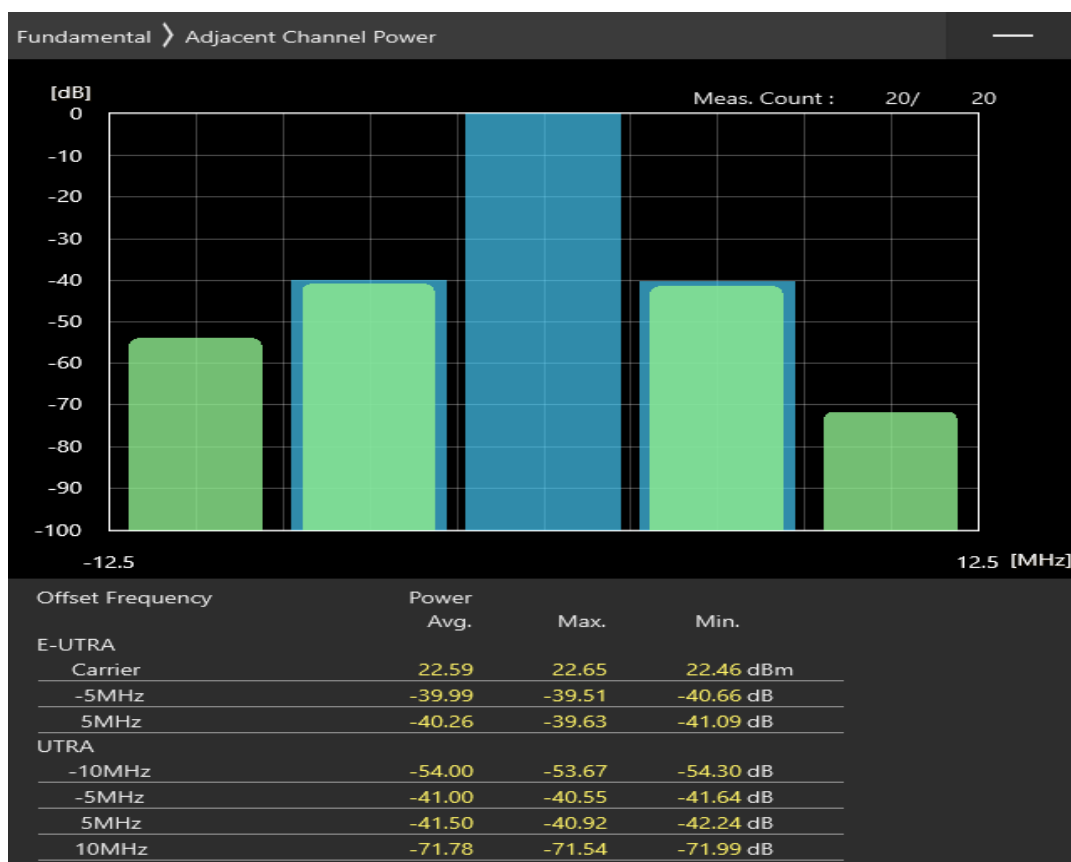 Fundamental ❯ Adjacent Channel Power
[dB]
Meas. Count : 20/ 20
0
-10
-20
-30
-40
-50
-60
-70
-80
-90
-100
-12.5 12.5 [MHz]
Offset Frequency Power
Avg. Max. Min.
E-UTRA
Carrier 22.59 22.65 22.46 dBm
-5MHz -39.99 -39.51 -40.66 dB
5MHz -40.26 -39.63 -41.09 dB
UTRA
-10MHz -54.00 -53.67 -54.30 dB
-5MHz -41.00 -40.55 -41.64 dB
5MHz -41.50 -40.92 -42.24 dB
10MHz -71.78 -71.54 -71.99 dB